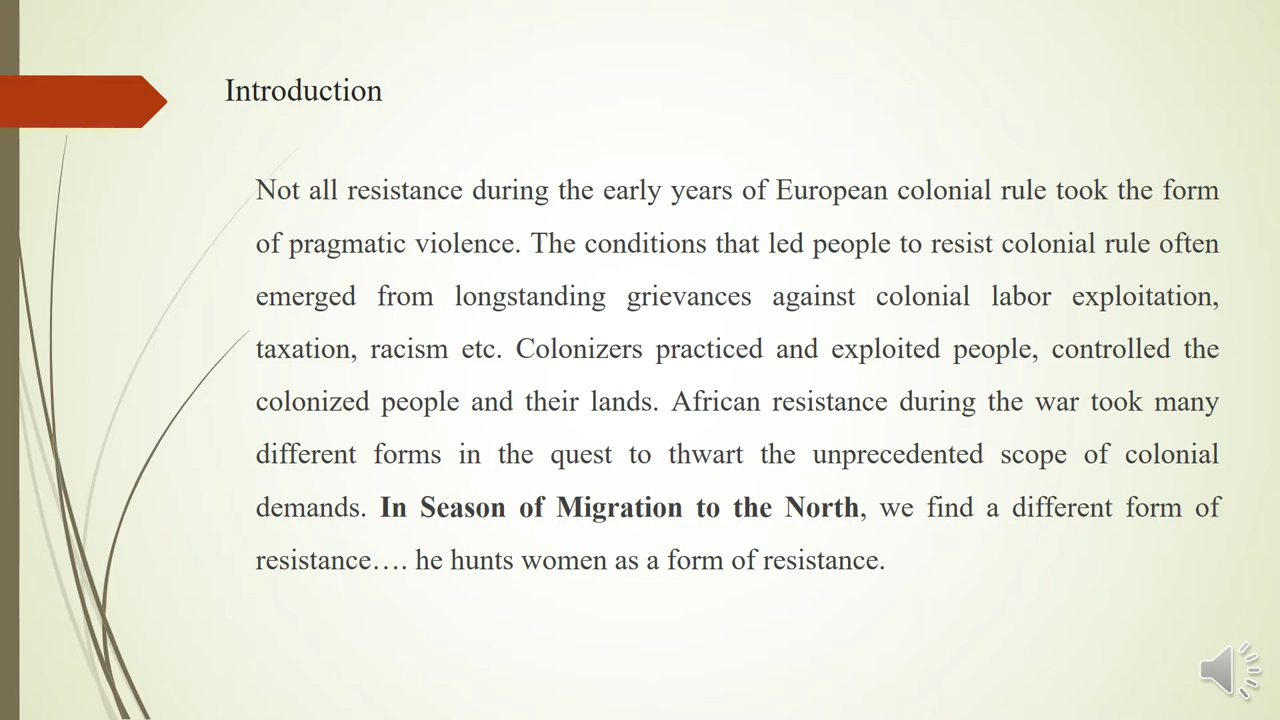 Introduction
Not all resistance during the early years of European colonial rule took the form
of pragmatic violence. The conditions that led people to resist colonial rule often
emerged from longstanding grievances against colonial labor exploitation,
taxation, racism etc. Colonizers practiced and exploited people, controlled the
colonized people and their lands. African resistance during the war took many
different forms in the quest to thwart the unprecedented scope of colonial
demands. In Season of Migration to the North, we find a different form of
resistance…. he hunts women as a form of resistance.